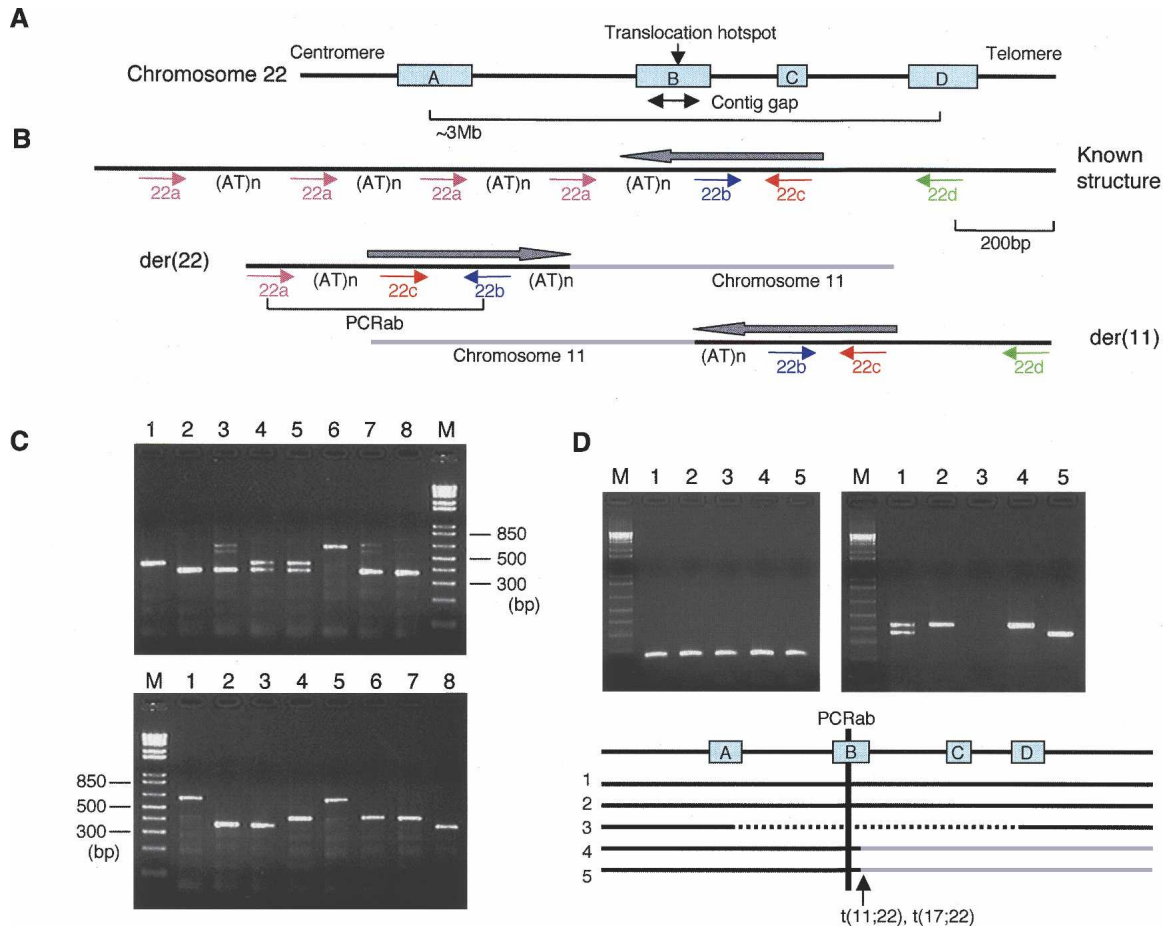 A
Translocation hotspot
Centromere
Telomere
Chromosome 22
A
B
C
D
Contig gap
~3Mb
B
Known structure
22a (AT)n 22a (AT)n 22a (AT)n 22a (AT)n 22b 22c 22d
200bp
der(22)
22a (AT)n 22c 22b (AT)n
Chromosome 11
PCRab
der(11)
Chromosome 11
(AT)n 22b 22c 22d
C
1 2 3 4 5 6 7 8 M
850
500
300
(bp)
M 1 2 3 4 5 6 7 8
850
500
300
(bp)
D
M 1 2 3 4 5
M 1 2 3 4 5
PCRab
A B C D
1
2
3
4
5
t(11;22), t(17;22)